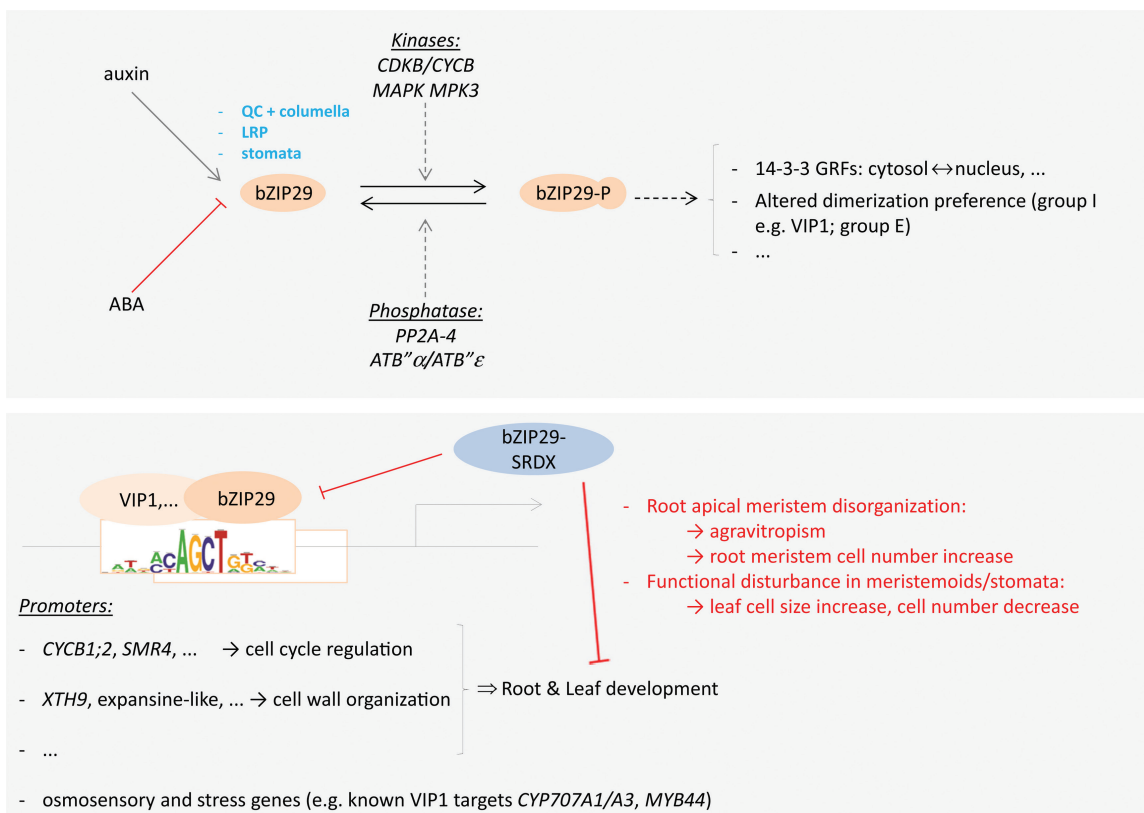 Kinases:
CDKB/CYCB
MAPK MPK3
auxin
- QC + columella
- LRP
- stomata
bZIP29
bZIP29-P
- 14-3-3 GRFs: cytosol ↔nucleus, ...
- Altered dimerization preference (group I
e.g. VIP1; group E)
- ...
ABA
Phosphatase:
PP2A-4
ATB”α/ATB”ε
bZIP29-
SRDX
VIP1,...
bZIP29
AGCT
- Root apical meristem disorganization:
→ agravitropism
→ root meristem cell number increase
- Functional disturbance in meristemoids/stomata:
→ leaf cell size increase, cell number decrease
Promoters:
- CYCB1;2, SMR4, ... → cell cycle regulation
- XTH9, expansine-like, ... → cell wall organization
- ...
⇒ Root & Leaf development
- osmosensory and stress genes (e.g. known VIP1 targets CYP707A1/A3, MYB44)